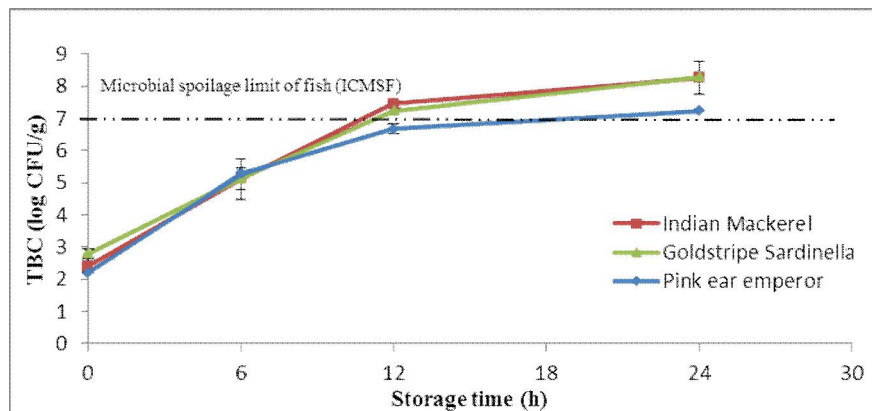 9
8
7
6
5
4
3
2
1
0
TBC (log CFU/g)
Microbial spoilage limit of fish (ICMSF)
Indian Mackerel
Goldstripe Sardinella
Pink ear emperor
0 6 12 18 24 30
Storage time (h)